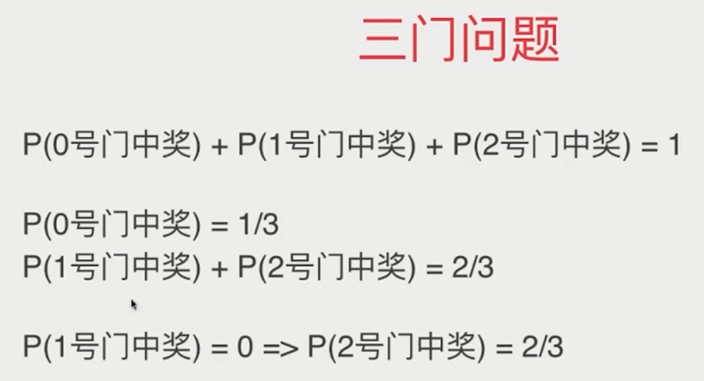 三门问题
P(0号门中奖) + P(1号门中奖) + P(2号门中奖) = 1
P(0号门中奖) = 1/3
P(1号门中奖) + P(2号门中奖) = 2/3
P(1号门中奖) = 0 => P(2号门中奖) = 2/3